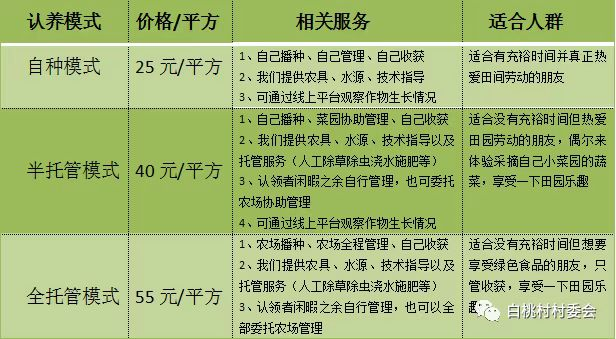 认养模式 价格/平方 相关服务 适合人群
自种模式
25 元/平方
1、自己播种、自己管理、自己收获
2、我们提供农具、水源、技术指导
3、可通过线上平台观察作物生长情况
适合有充裕时间并真正热
爱田间劳动的朋友
半托管模式
40 元/平方
1、自己播种、菜园协助管理、自己收获
2、我们提供农具、水源、技术指导以及
托管服务（人工除草除虫浇水施肥等）
3、认领者闲暇之余自行管理，也可委托
农场协助管理
4、可通过线上平台观察作物生长情况
适合没有充裕时间但热爱
田园劳动的朋友，偶尔来
体验采摘自己小菜园的蔬
菜，享受一下田园乐趣
全托管模式
55 元/平方
1、农场播种、农场全程管理、自己收获
2、我们提供农具、水源、技术指导以及
托管服务（人工除草除虫浇水施肥等）
3、认领者闲暇之余自行管理，也可以全
部委托农场管理
适合没有充裕时间但想要
享受绿色食品的朋友，只
管收获，享受一下田园乐
趣
白桃村村委会